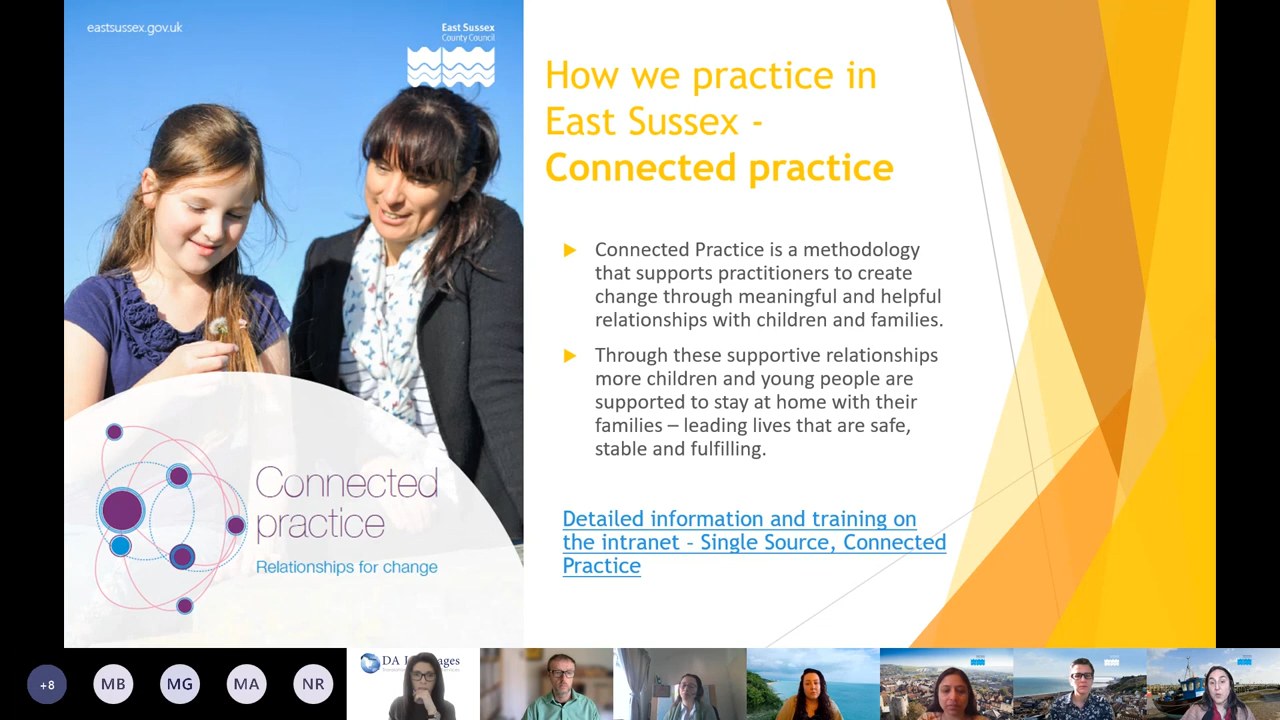 eastsussex.gov.uk
East Sussex
County Council
How we practice in
East Sussex -
Connected practice
Connected Practice is a methodology
that supports practitioners to create
change through meaningful and helpful
relationships with children and families.
Through these supportive relationships
more children and young people are
supported to stay at home with their
families – leading lives that are safe,
stable and fulfilling.
Detailed information and training on
the intranet – Single Source, Connected
Practice
Connected
practice
Relationships for change
+8
MB
MG
MA
NR
DA